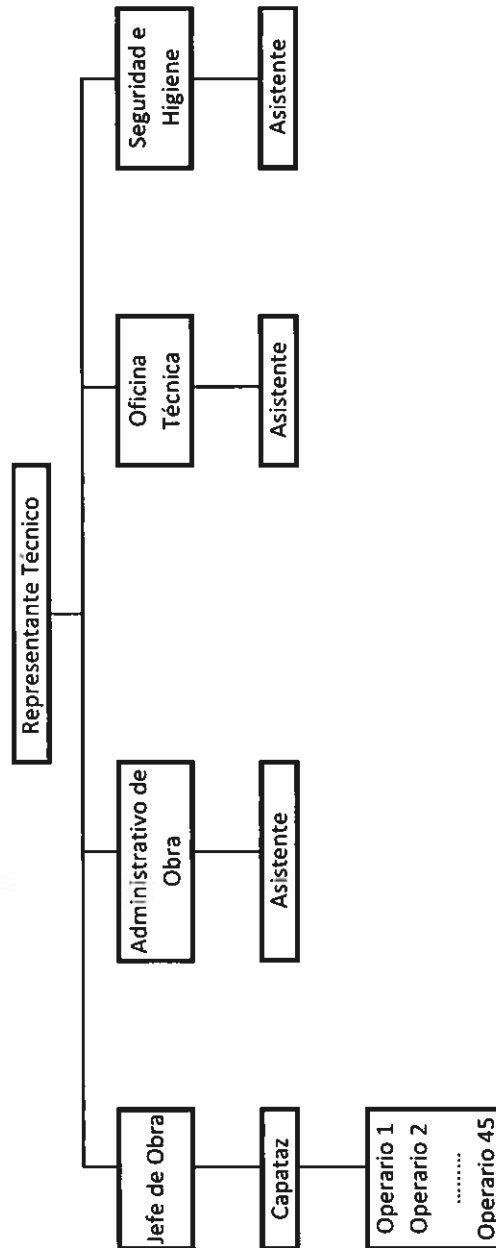 Representante Técnico
Jefe de Obra
Administrativo de
Obra
Oficina
Técnica
Seguridad e
Higiene
Capataz
Asistente
Asistente
Asistente
Operario 1
Operario 2
.........
Operario 45